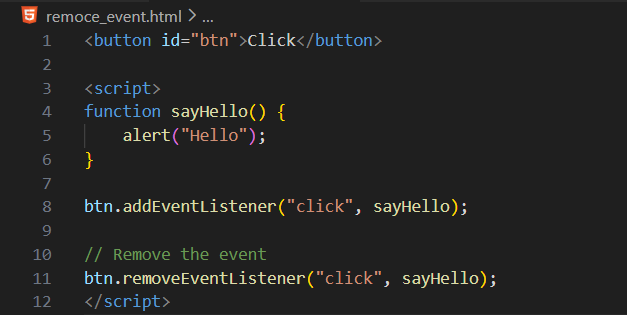 remoce_event.html > ...
1 <button id="btn">Click</button>
2
3 <script>
4 function sayHello() {
5     alert("Hello");
6 }
7
8 btn.addEventListener("click", sayHello);
9
10 // Remove the event
11 btn.removeEventListener("click", sayHello);
12 </script>